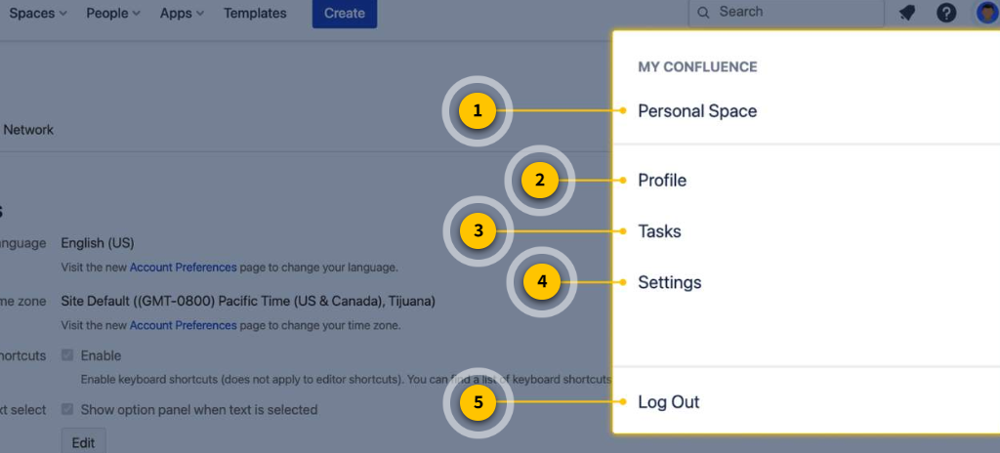 Spaces People Apps Templates Create Search
MY CONFLUENCE
1 Personal Space
Network
2 Profile
s
3 Tasks
anguage English (US)
Visit the new Account Preferences page to change your language.
4 Settings
me zone Site Default ((GMT-0800) Pacific Time (US & Canada), Tijuana)
Visit the new Account Preferences page to change your time zone.
hortcuts Enable
Enable keyboard shortcuts (does not apply to editor shortcuts). You can find a list of keyboard shortcuts
5 Log Out
xt select Show option panel when text is selected
Edit